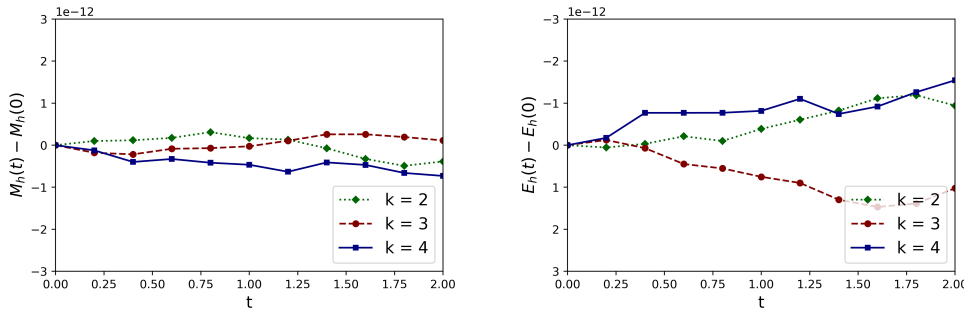 1e−12
3
2
1
0
−1
−2
−3
M_h(t) − M_h(0)
0.00 0.25 0.50 0.75 1.00 1.25 1.50 1.75 2.00
t
k = 2
k = 3
k = 4
1e−12
−3
−2
−1
0
1
2
3
E_h(t) − E_h(0)
0.00 0.25 0.50 0.75 1.00 1.25 1.50 1.75 2.00
t
k = 2
k = 3
k = 4